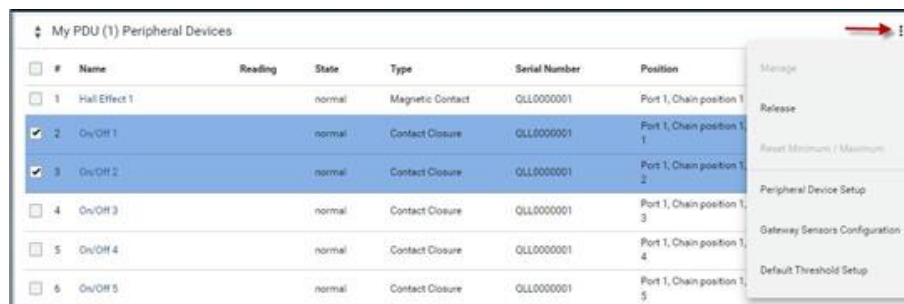 My PDU (1) Peripheral Devices
# Name Reading State Type Serial Number Position
1 Hall Effect 1 normal Magnetic Contact QLL0000001 Port 1, Chain position 1
2 On/Off 1 normal Contact Closure QLL0000001 Port 1, Chain position 1,
1
3 On/Off 2 normal Contact Closure QLL0000001 Port 1, Chain position 1,
2
4 On/Off 3 normal Contact Closure QLL0000001 Port 1, Chain position 1,
3
5 On/Off 4 normal Contact Closure QLL0000001 Port 1, Chain position 1,
4
6 On/Off 5 normal Contact Closure QLL0000001 Port 1, Chain position 1,
5
Manage
Release
Reset Minimum / Maximum
Peripheral Device Setup
Gateway Sensors Configuration
Default Threshold Setup